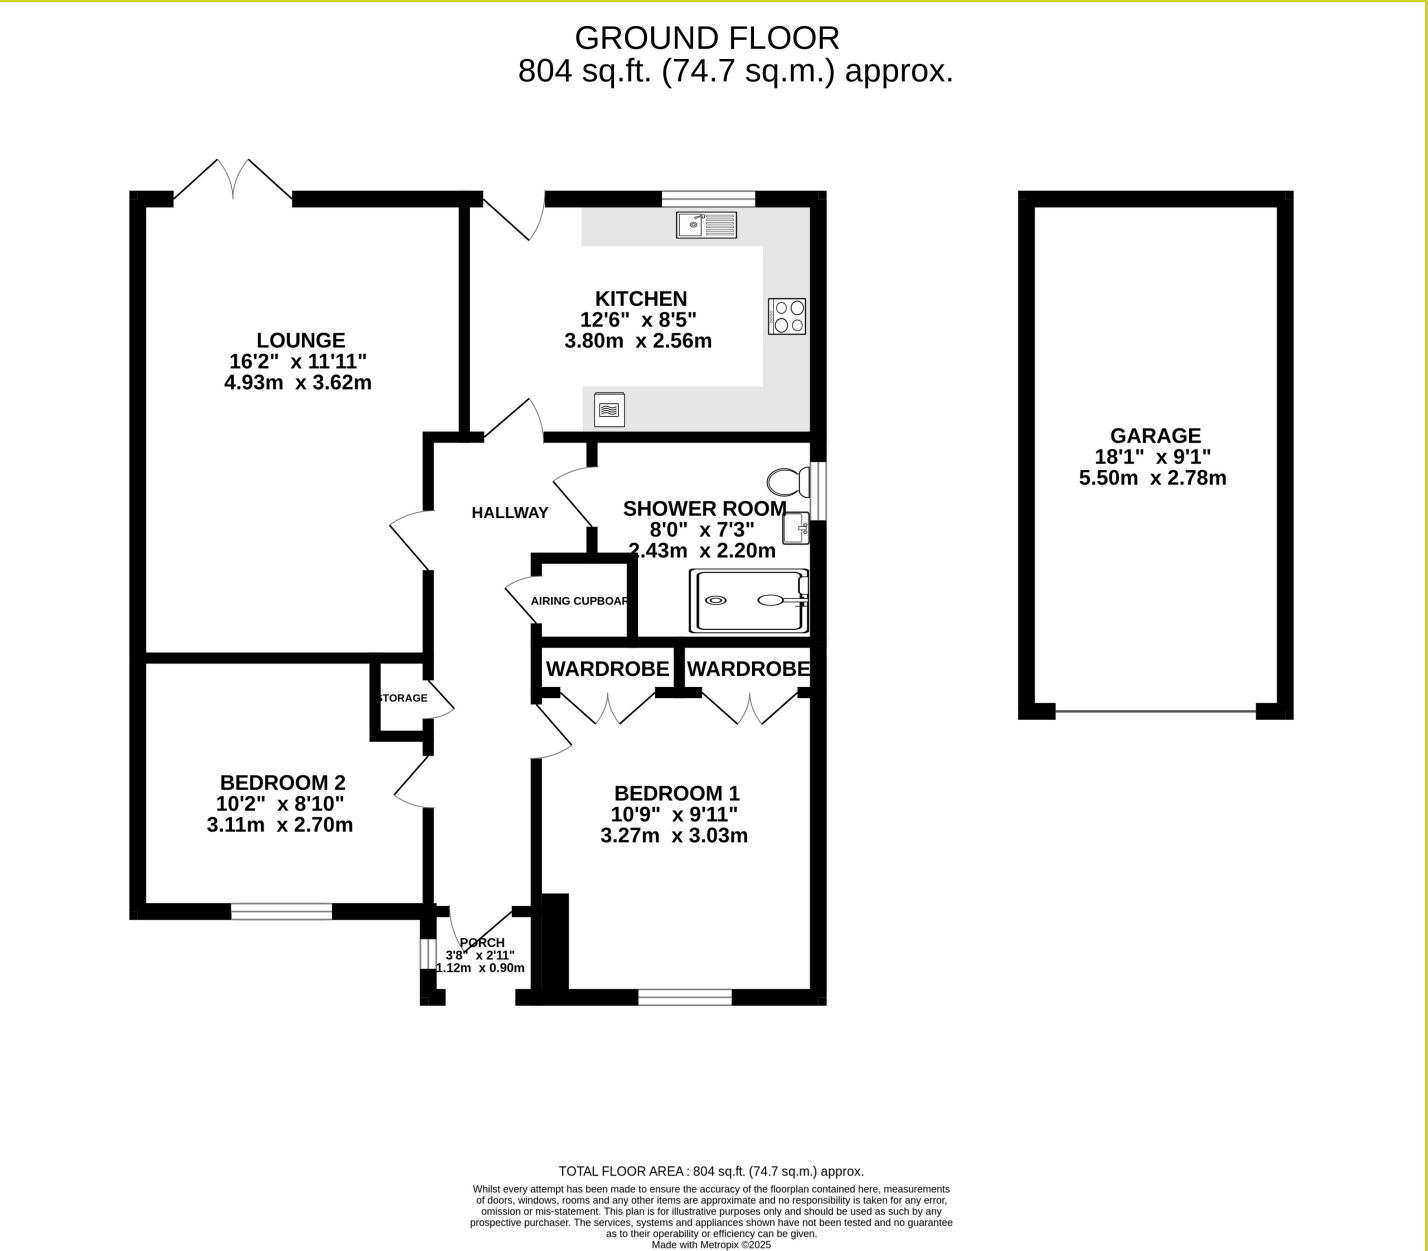 GROUND FLOOR
804 sq.ft. (74.7 sq.m.) approx.
LOUNGE
16'2" x 11'11"
4.93m x 3.62m
KITCHEN
12'6" x 8'5"
3.80m x 2.56m
GARAGE
18'1" x 9'1"
5.50m x 2.78m
HALLWAY
SHOWER ROOM
8'0" x 7'3"
2.43m x 2.20m
AIRING CUPBOAR
WARDROBE
WARDROBE
STORAGE
BEDROOM 2
10'2" x 8'10"
3.11m x 2.70m
BEDROOM 1
10'9" x 9'11"
3.27m x 3.03m
PORCH
3'8" x 2'11"
1.12m x 0.90m
TOTAL FLOOR AREA : 804 sq.ft. (74.7 sq.m.) approx.
Whilst every attempt has been made to ensure the accuracy of the floorplan contained here, measurements
of doors, windows, rooms and any other items are approximate and no responsibility is taken for any error,
omission or mis-statement. This plan is for illustrative purposes only and should be used as such by any
prospective purchaser. The services, systems and appliances shown have not been tested and no guarantee
as to their operability or efficiency can be given.
Made with Metropix ©2025